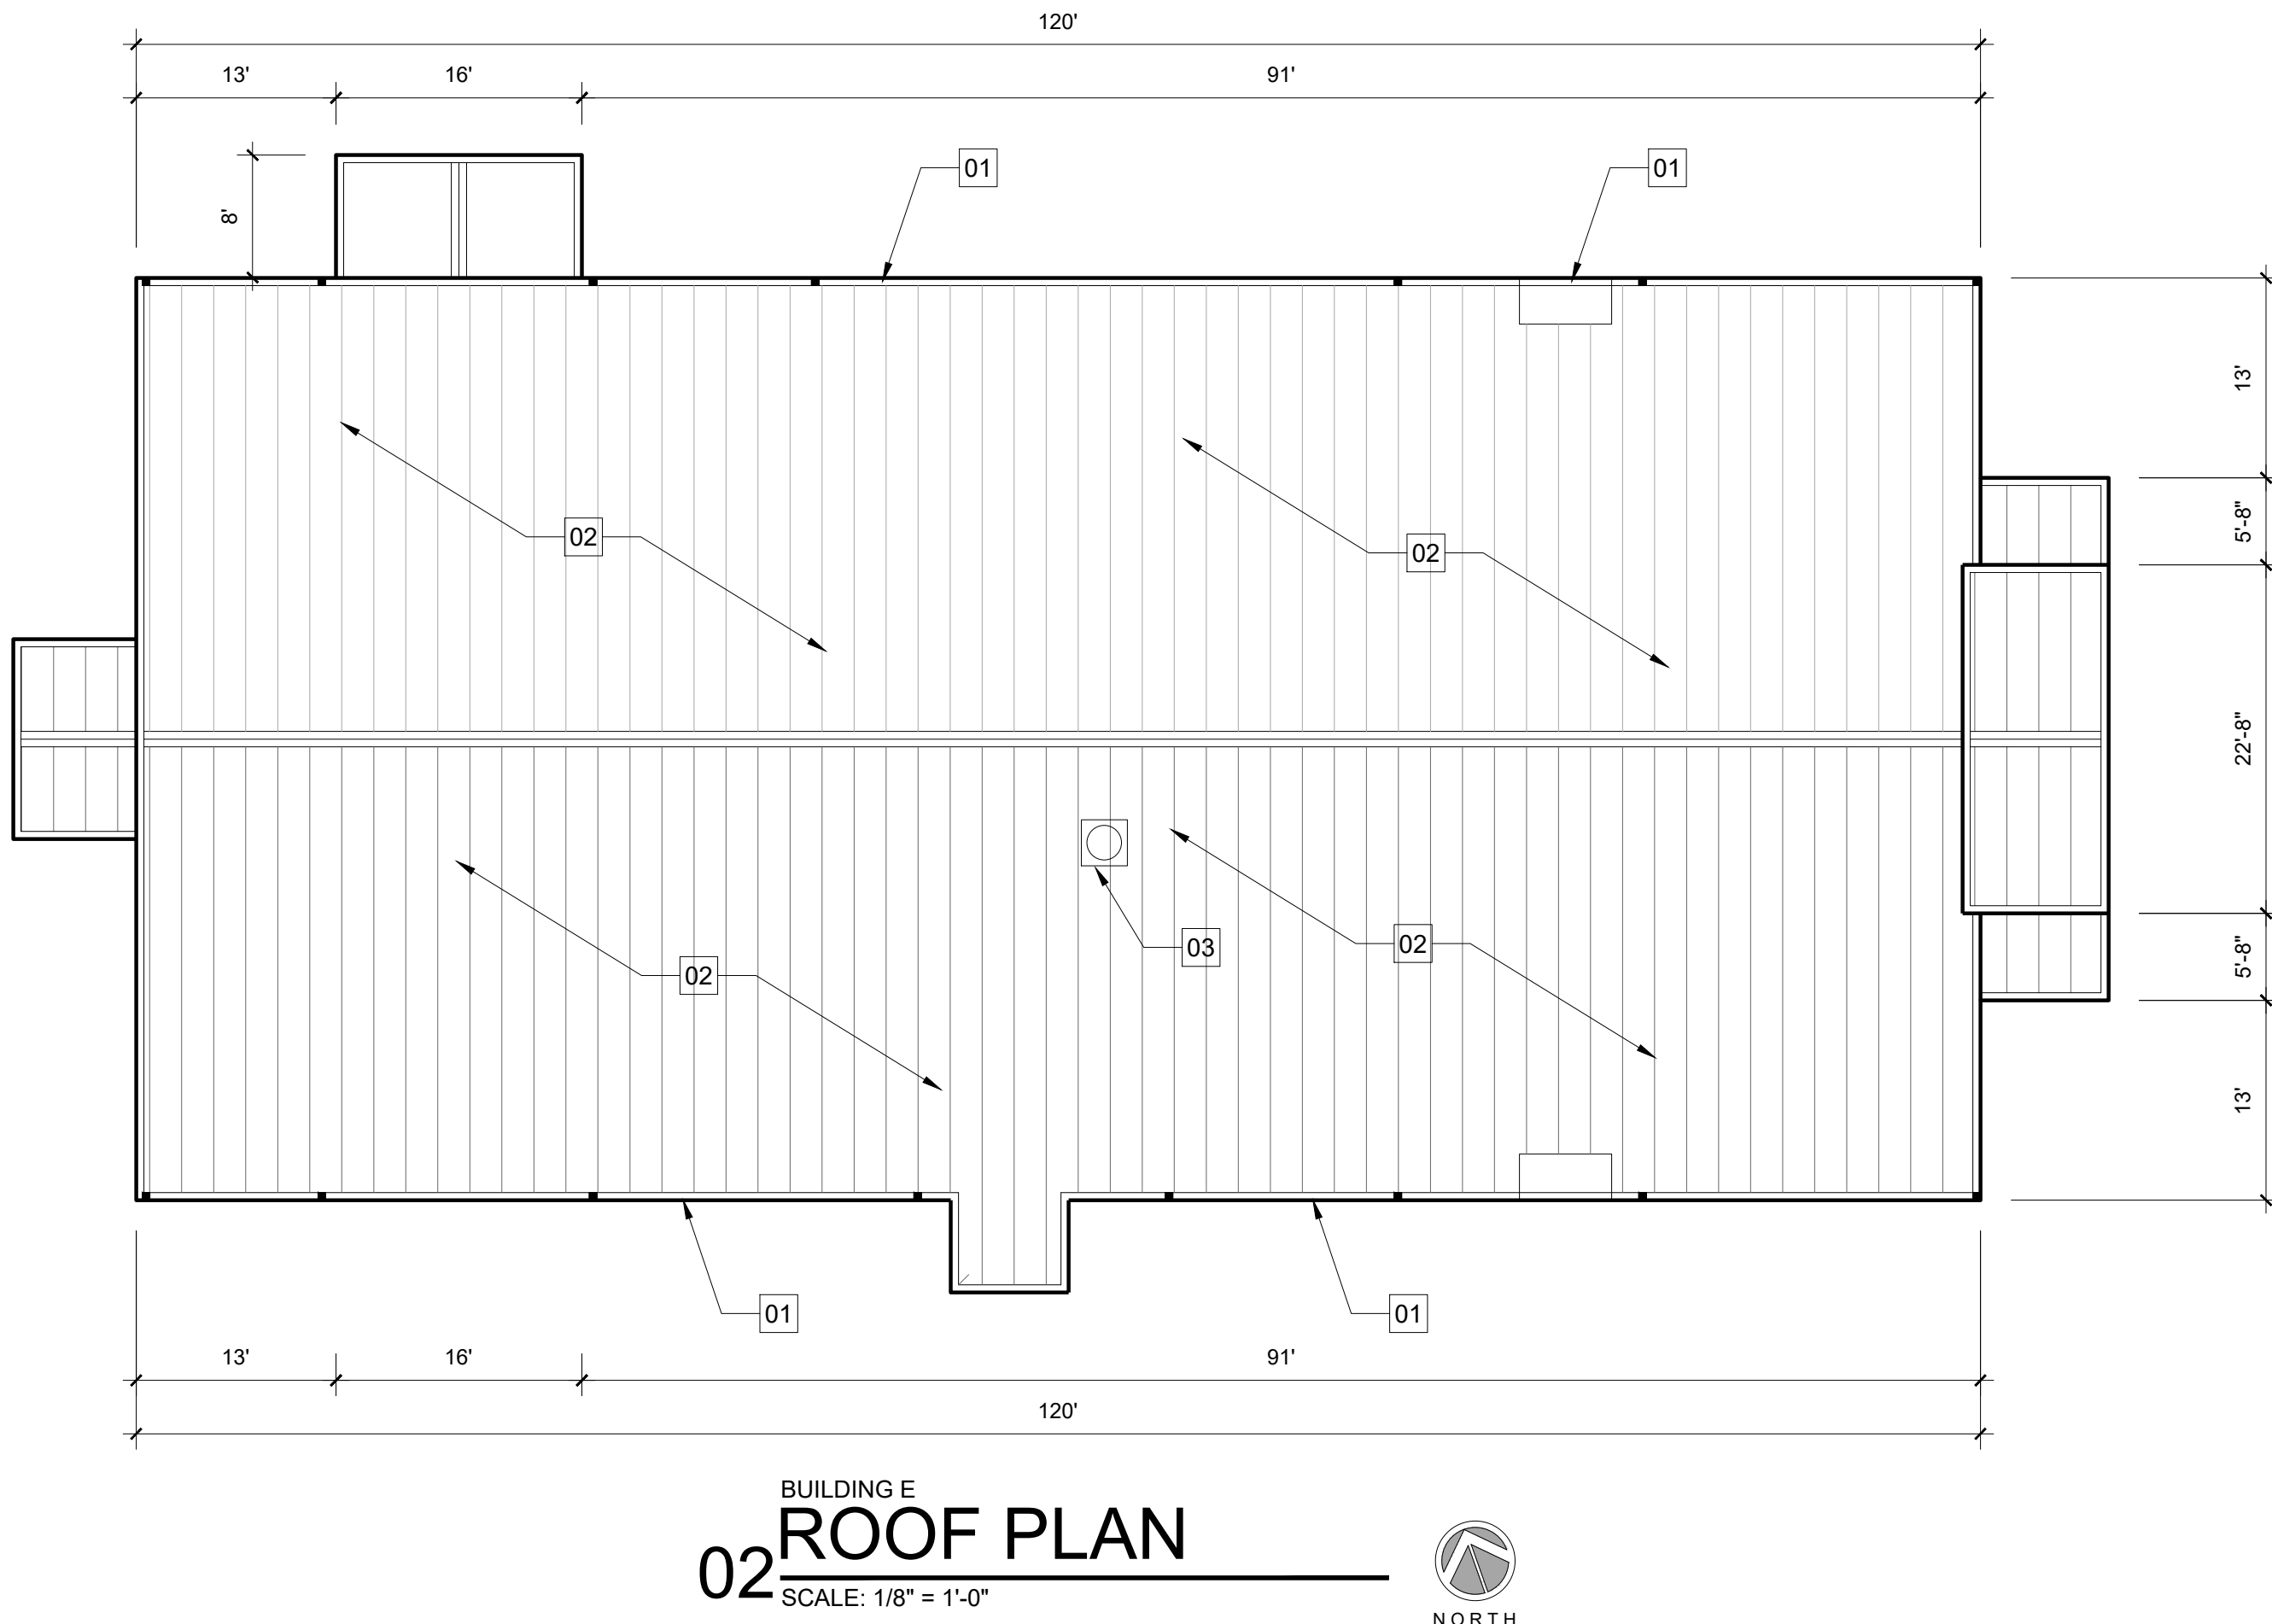 120'
13' 16' 91'
01 01
8'
13'
02 02
5'-8"
22'-8"
03
02 02
5'-8"
13'
01 01
13' 16' 91'
120'
BUILDING E
02 ROOF PLAN
SCALE: 1/8" = 1'-0"
NORTH